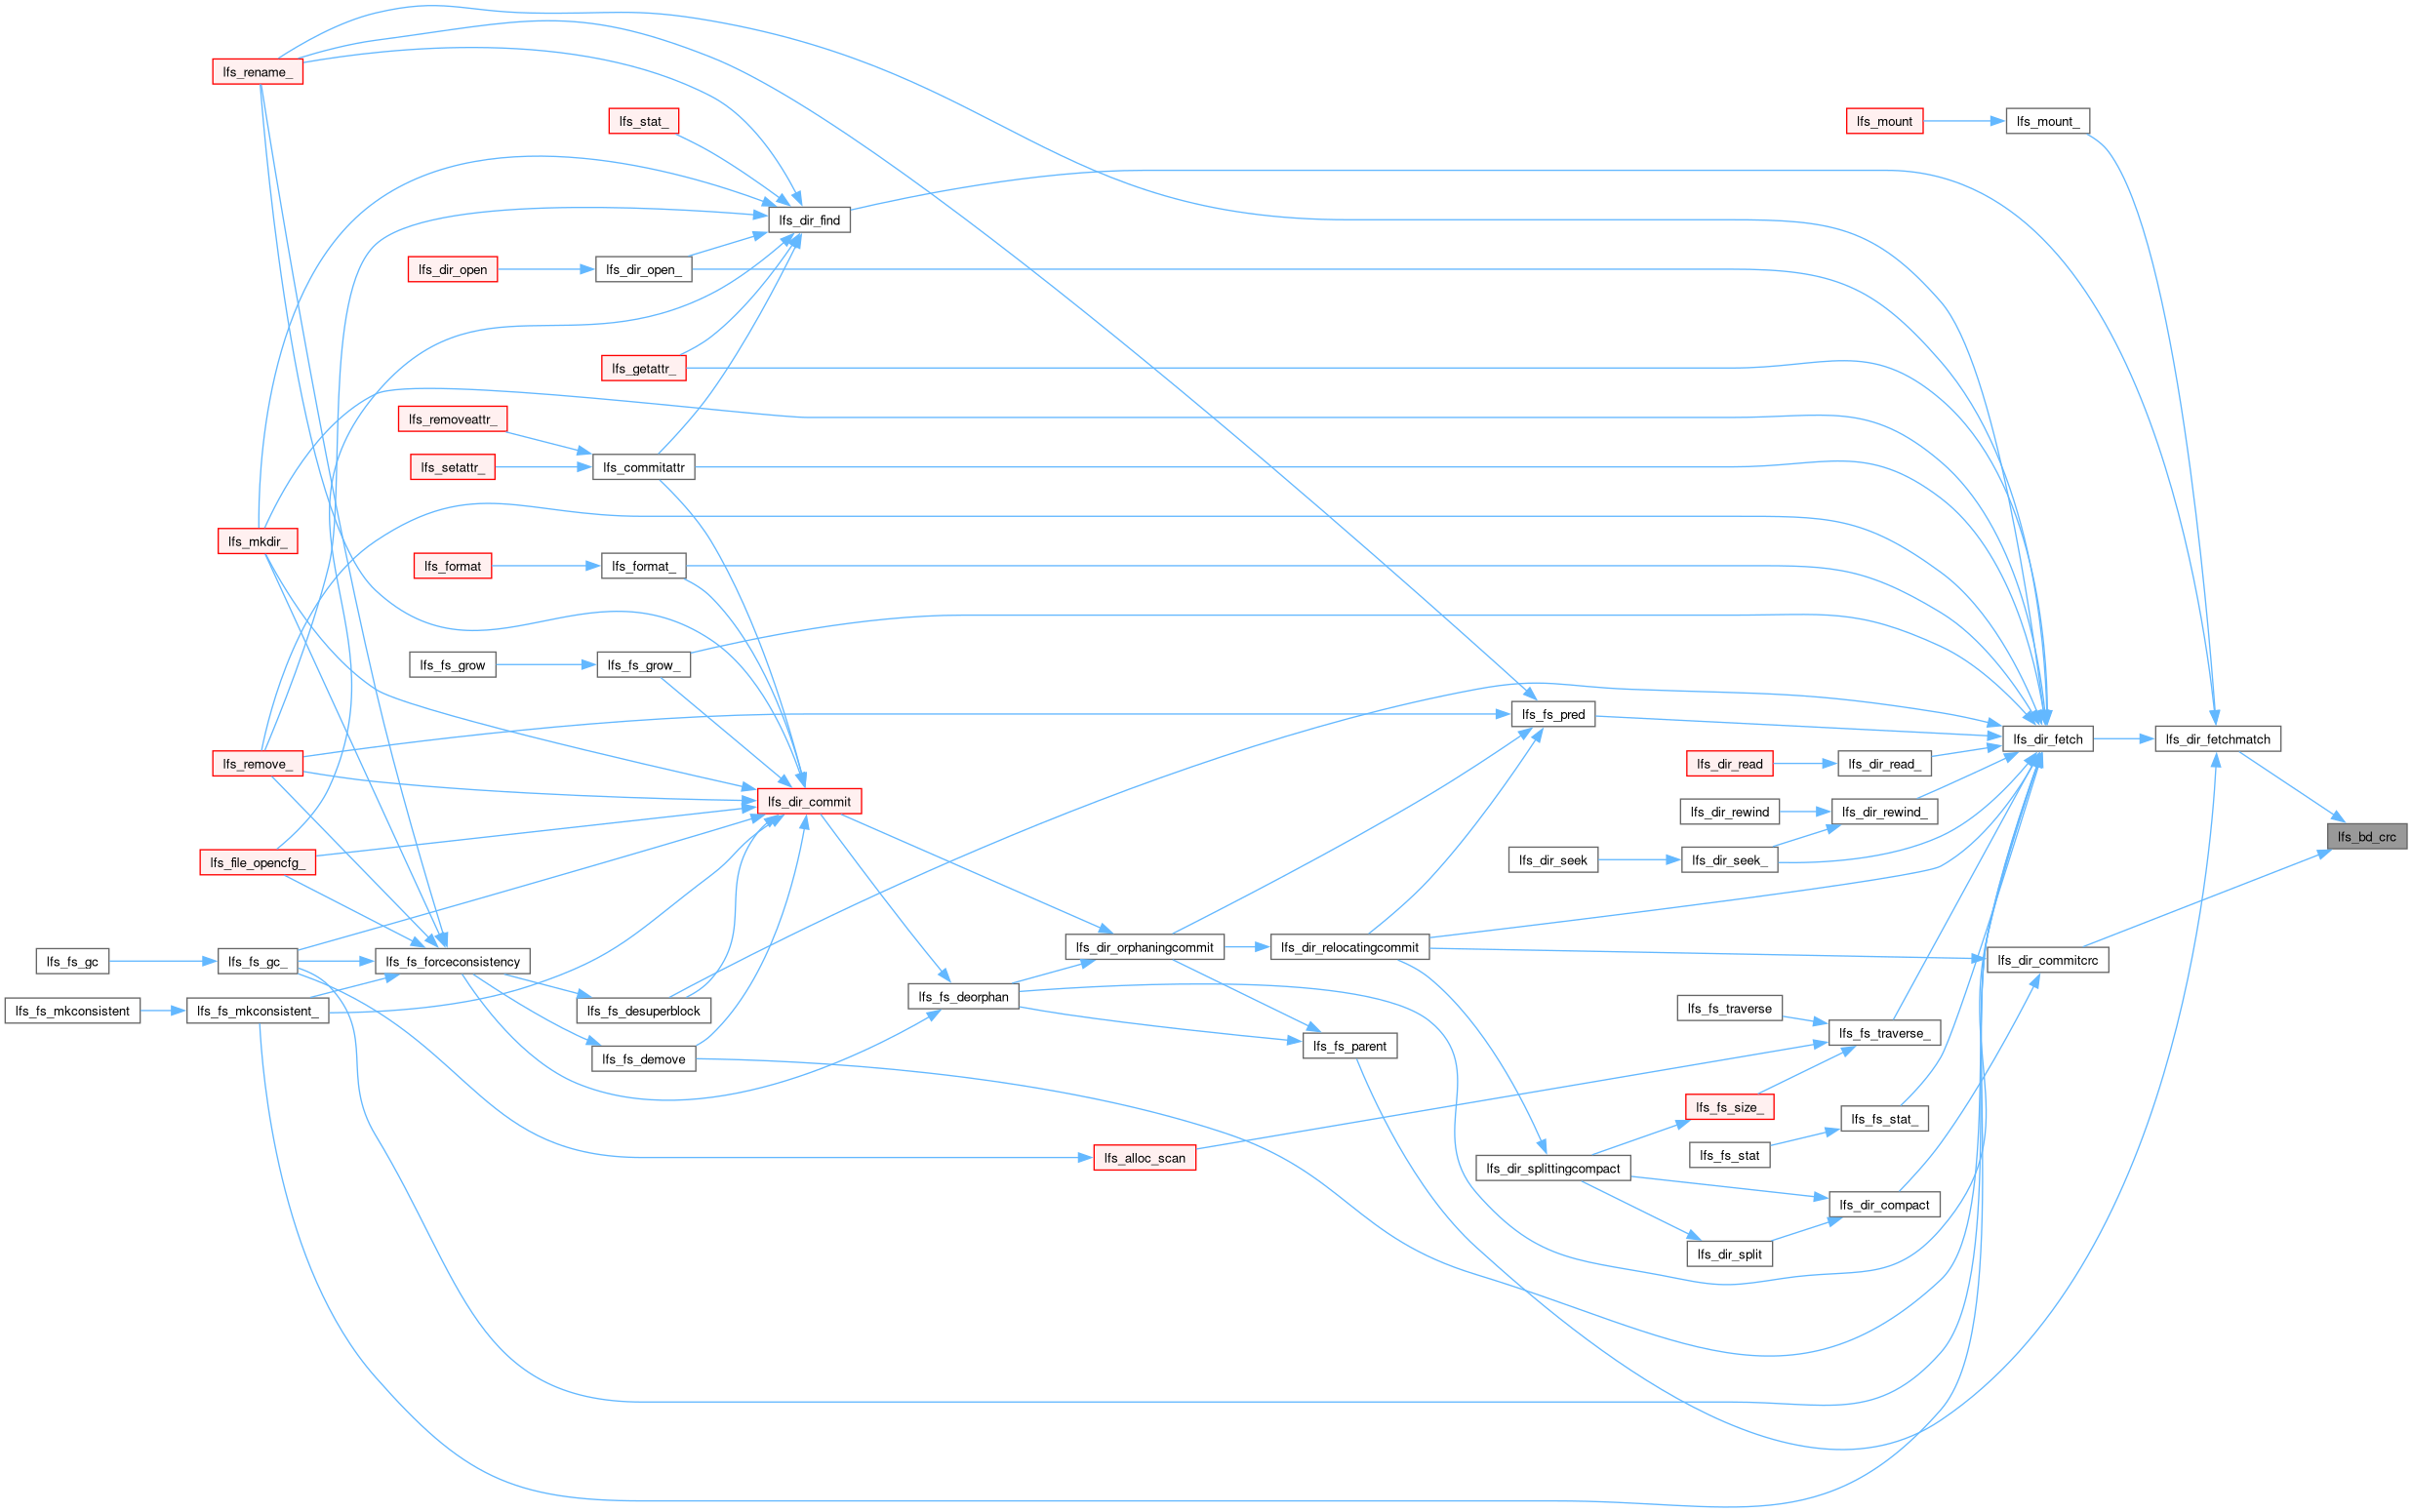 lfs_rename_
lfs_stat_
lfs_mount
lfs_mount_
lfs_dir_find
lfs_dir_open
lfs_dir_open_
lfs_getattr_
lfs_removeattr_
lfs_setattr_
lfs_commitattr
lfs_mkdir_
lfs_format
lfs_format_
lfs_fs_grow
lfs_fs_grow_
lfs_fs_pred
lfs_dir_fetch
lfs_dir_fetchmatch
lfs_remove_
lfs_dir_read
lfs_dir_read_
lfs_dir_commit
lfs_dir_rewind
lfs_dir_rewind_
lfs_bd_crc
lfs_file_opencfg_
lfs_dir_seek
lfs_dir_seek_
lfs_fs_gc
lfs_fs_gc_
lfs_fs_forceconsistency
lfs_dir_orphaningcommit
lfs_dir_relocatingcommit
lfs_dir_commitcrc
lfs_fs_mkconsistent
lfs_fs_mkconsistent_
lfs_fs_desuperblock
lfs_fs_deorphan
lfs_fs_traverse
lfs_fs_traverse_
lfs_fs_demove
lfs_fs_parent
lfs_fs_size_
lfs_fs_stat_
lfs_alloc_scan
lfs_fs_stat
lfs_dir_splittingcompact
lfs_dir_compact
lfs_dir_split